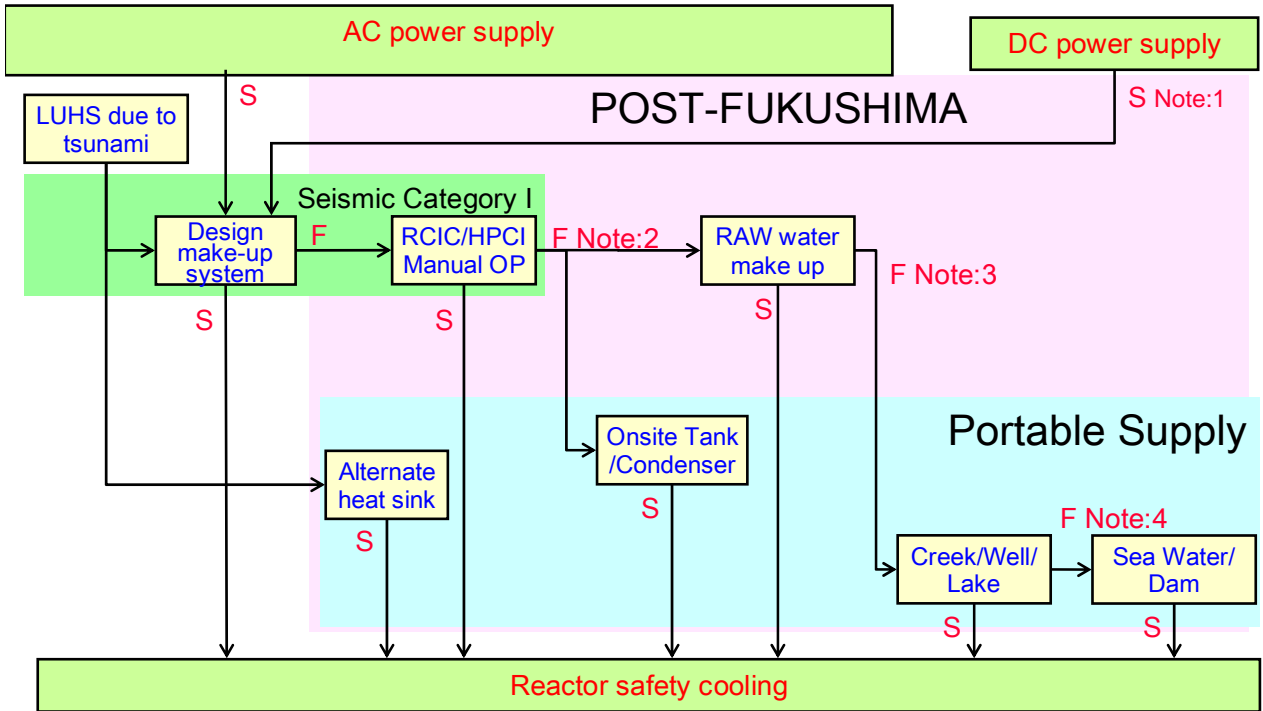 AC power supply
DC power supply
S
S Note:1
LUHS due to
tsunami
POST-FUKUSHIMA
Seismic Category I
Design
make-up
system
F
RCIC/HPCI
Manual OP
F Note:2
RAW water
make up
F Note:3
S
S
S
Portable Supply
Onsite Tank
/Condenser
Alternate
heat sink
S
S
F Note:4
Creek/Well/
Lake
Sea Water/
Dam
S
S
Reactor safety cooling